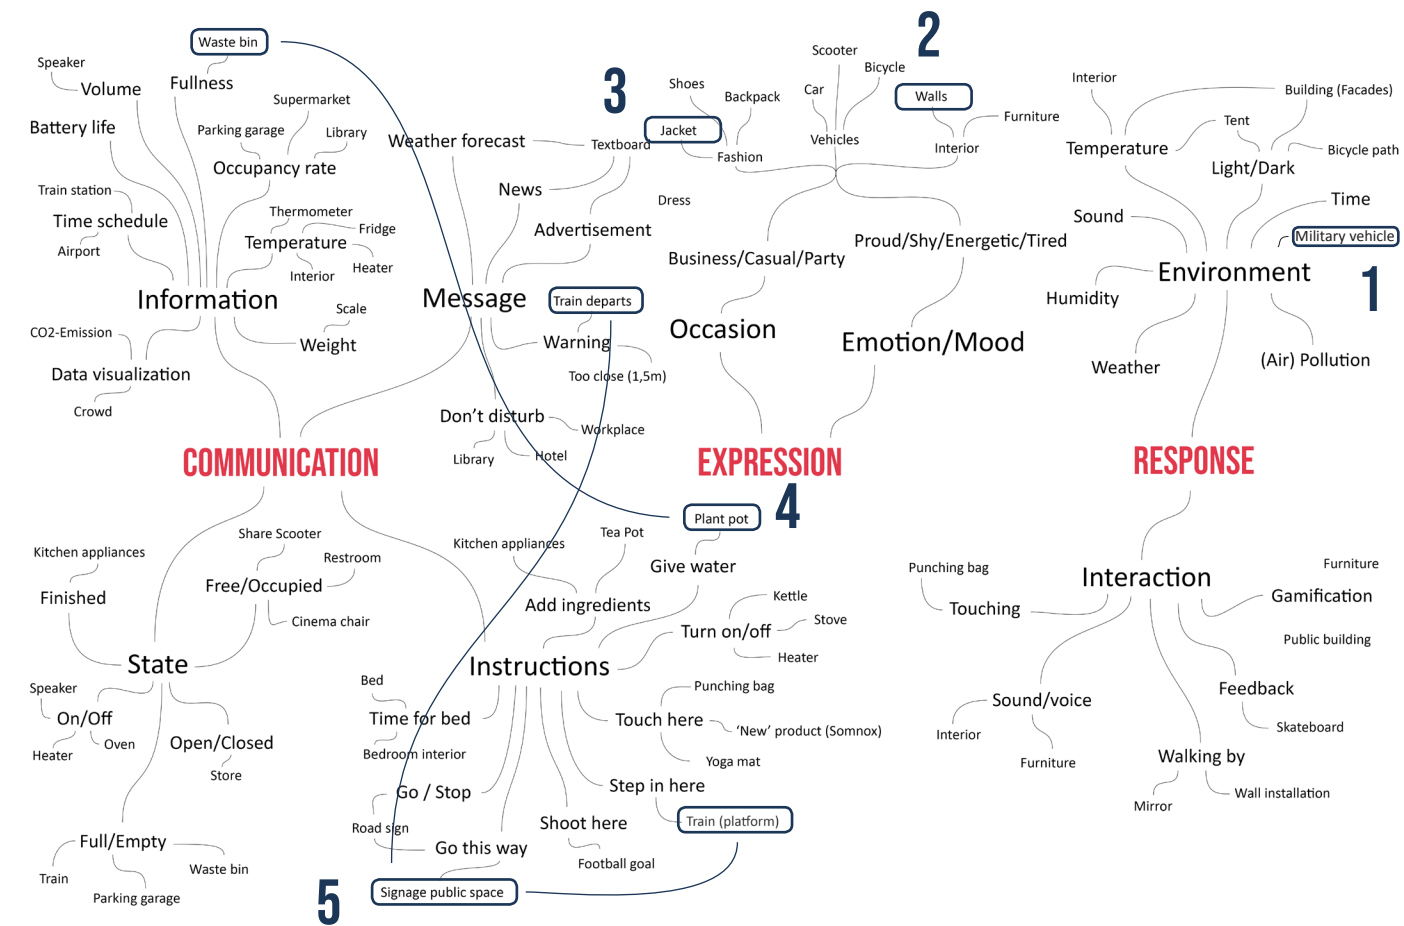 Waste bin
Speaker
Volume
Fullness
Battery life
Supermarket
Parking garage
Library
Occupancy rate
Train station
Time schedule
Airport
Thermometer
Fridge
Temperature
Interior
Heater
Information
Scale
CO2-Emission
Weight
Data visualization
Crowd
COMMUNICATION
3
Weather forecast
Textboard
News
Advertisement
Message
Train departs
Warning
Too close (1,5m)
Don't disturb
Workplace
Library
Hotel
2
Scooter
Bicycle
Shoes
Backpack
Car
Walls
Furniture
Jacket
Vehicles
Interior
Fashion
Dress
Business/Casual/Party
Proud/Shy/Energetic/Tired
Occasion
Emotion/Mood
EXPRESSION
Interior
Building (Facades)
Tent
Temperature
Light/Dark
Bicycle path
Time
Sound
Military vehicle
Environment
1
Humidity
Weather
(Air) Pollution
RESPONSE
Kitchen appliances
Share Scooter
Restroom
Finished
Free/Occupied
Cinema chair
State
Speaker
On/Off
Heater
Oven
Open/Closed
Store
Full/Empty
Train
Parking garage
Waste bin
4
Plant pot
Kitchen appliances
Tea Pot
Give water
Add ingredients
Kettle
Turn on/off
Stove
Heater
Instructions
Bed
Time for bed
Bedroom interior
Punching bag
Touch here
'New' product (Somnox)
Yoga mat
Go / Stop
Step in here
Road sign
Shoot here
Train (platform)
Go this way
Football goal
5
Signage public space
Punching bag
Touching
Interaction
Furniture
Gamification
Public building
Sound/voice
Interior
Furniture
Feedback
Skateboard
Walking by
Mirror
Wall installation